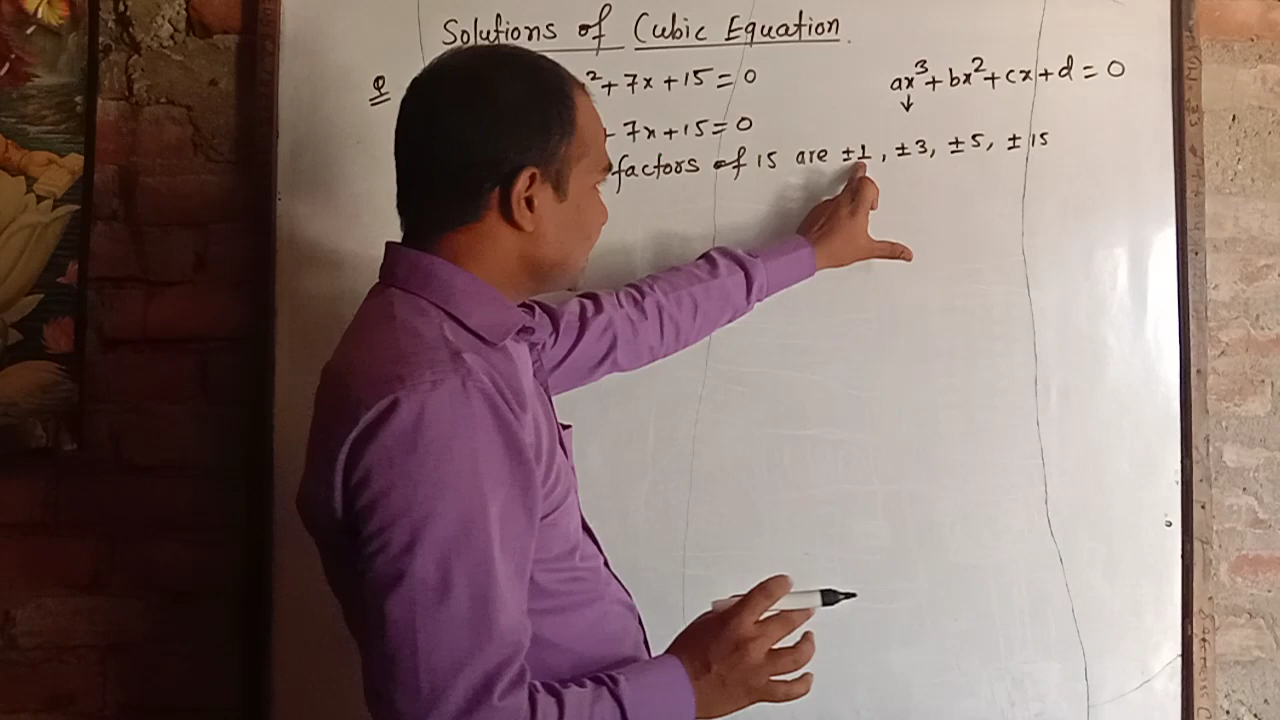 Solutions of Cubic Equation.
Q ² + 7x + 15 = 0
ax³ + bx² + cx + d = 0
↓
- 7x + 15 = 0
factors of 15 are ±1, ±3, ±5, ±15